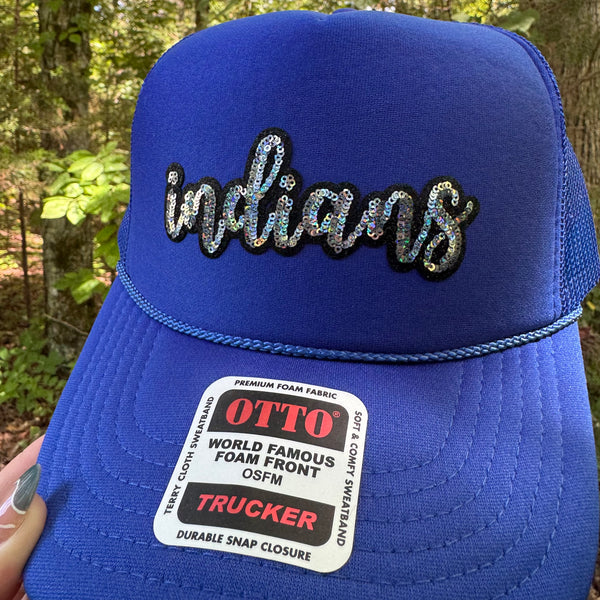 indians
PREMIUM FOAM FABRIC
OTTO®
WORLD FAMOUS
FOAM FRONT
OSFM
TRUCKER
TERRY CLOTH SWEATBAND
SOFT & COMFY SWEATBAND
DURABLE SNAP CLOSURE